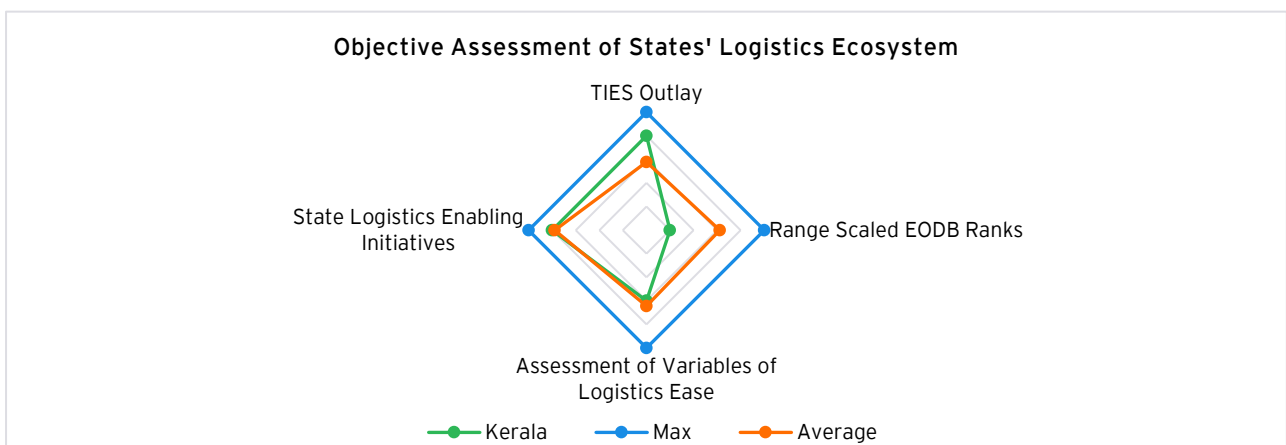 Objective Assessment of States' Logistics Ecosystem
TIES Outlay
State Logistics Enabling
Initiatives
Range Scaled EODB Ranks
Assessment of Variables of
Logistics Ease
Kerala
Max
Average